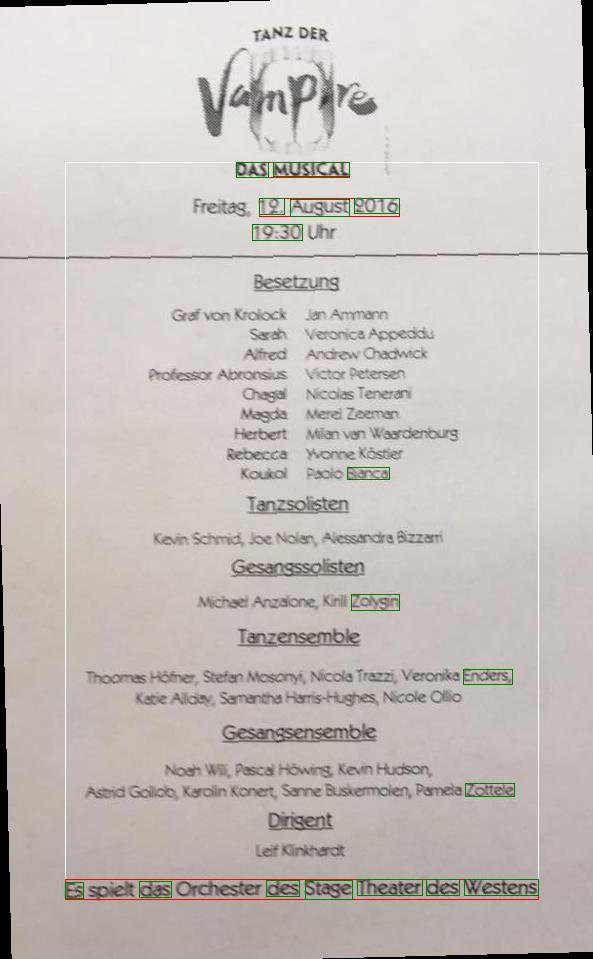 TANZ DER
Vampire
DAS MUSICAL
Freitag, 12. August 2016
19:30 Uhr
Besetzung
Graf von Krolock Jan Ammann
Sarah Veronica Appeddu
Alfred Andrew Chadwick
Professor Abronsius Victor Petersen
Chagal Nicolas Tenerani
Magda Merel Zeeman
Herbert Milan van Waardenburg
Rebecca Yvonne Köstler
Koukol Paolo Bianca
Tanzsolisten
Kevin Schmid, Joe Nolan, Alessandra Bizzarri
Gesangssolisten
Michael Anzalone, Kirill Zolygin
Tanzensemble
Thoomas Höfner, Stefan Mosonyi, Nicola Trazzi, Veronika Enders,
Katie Allday, Samantha Harris-Hughes, Nicole Ollio
Gesangsensemble
Noah Wili, Pascal Höwing, Kevin Hudson,
Astrid Gollob, Karolin Konert, Sanne Buskermolen, Pamela Zottele
Dirigent
Leif Klinkhardt
Es spielt das Orchester des Stage Theater des Westens